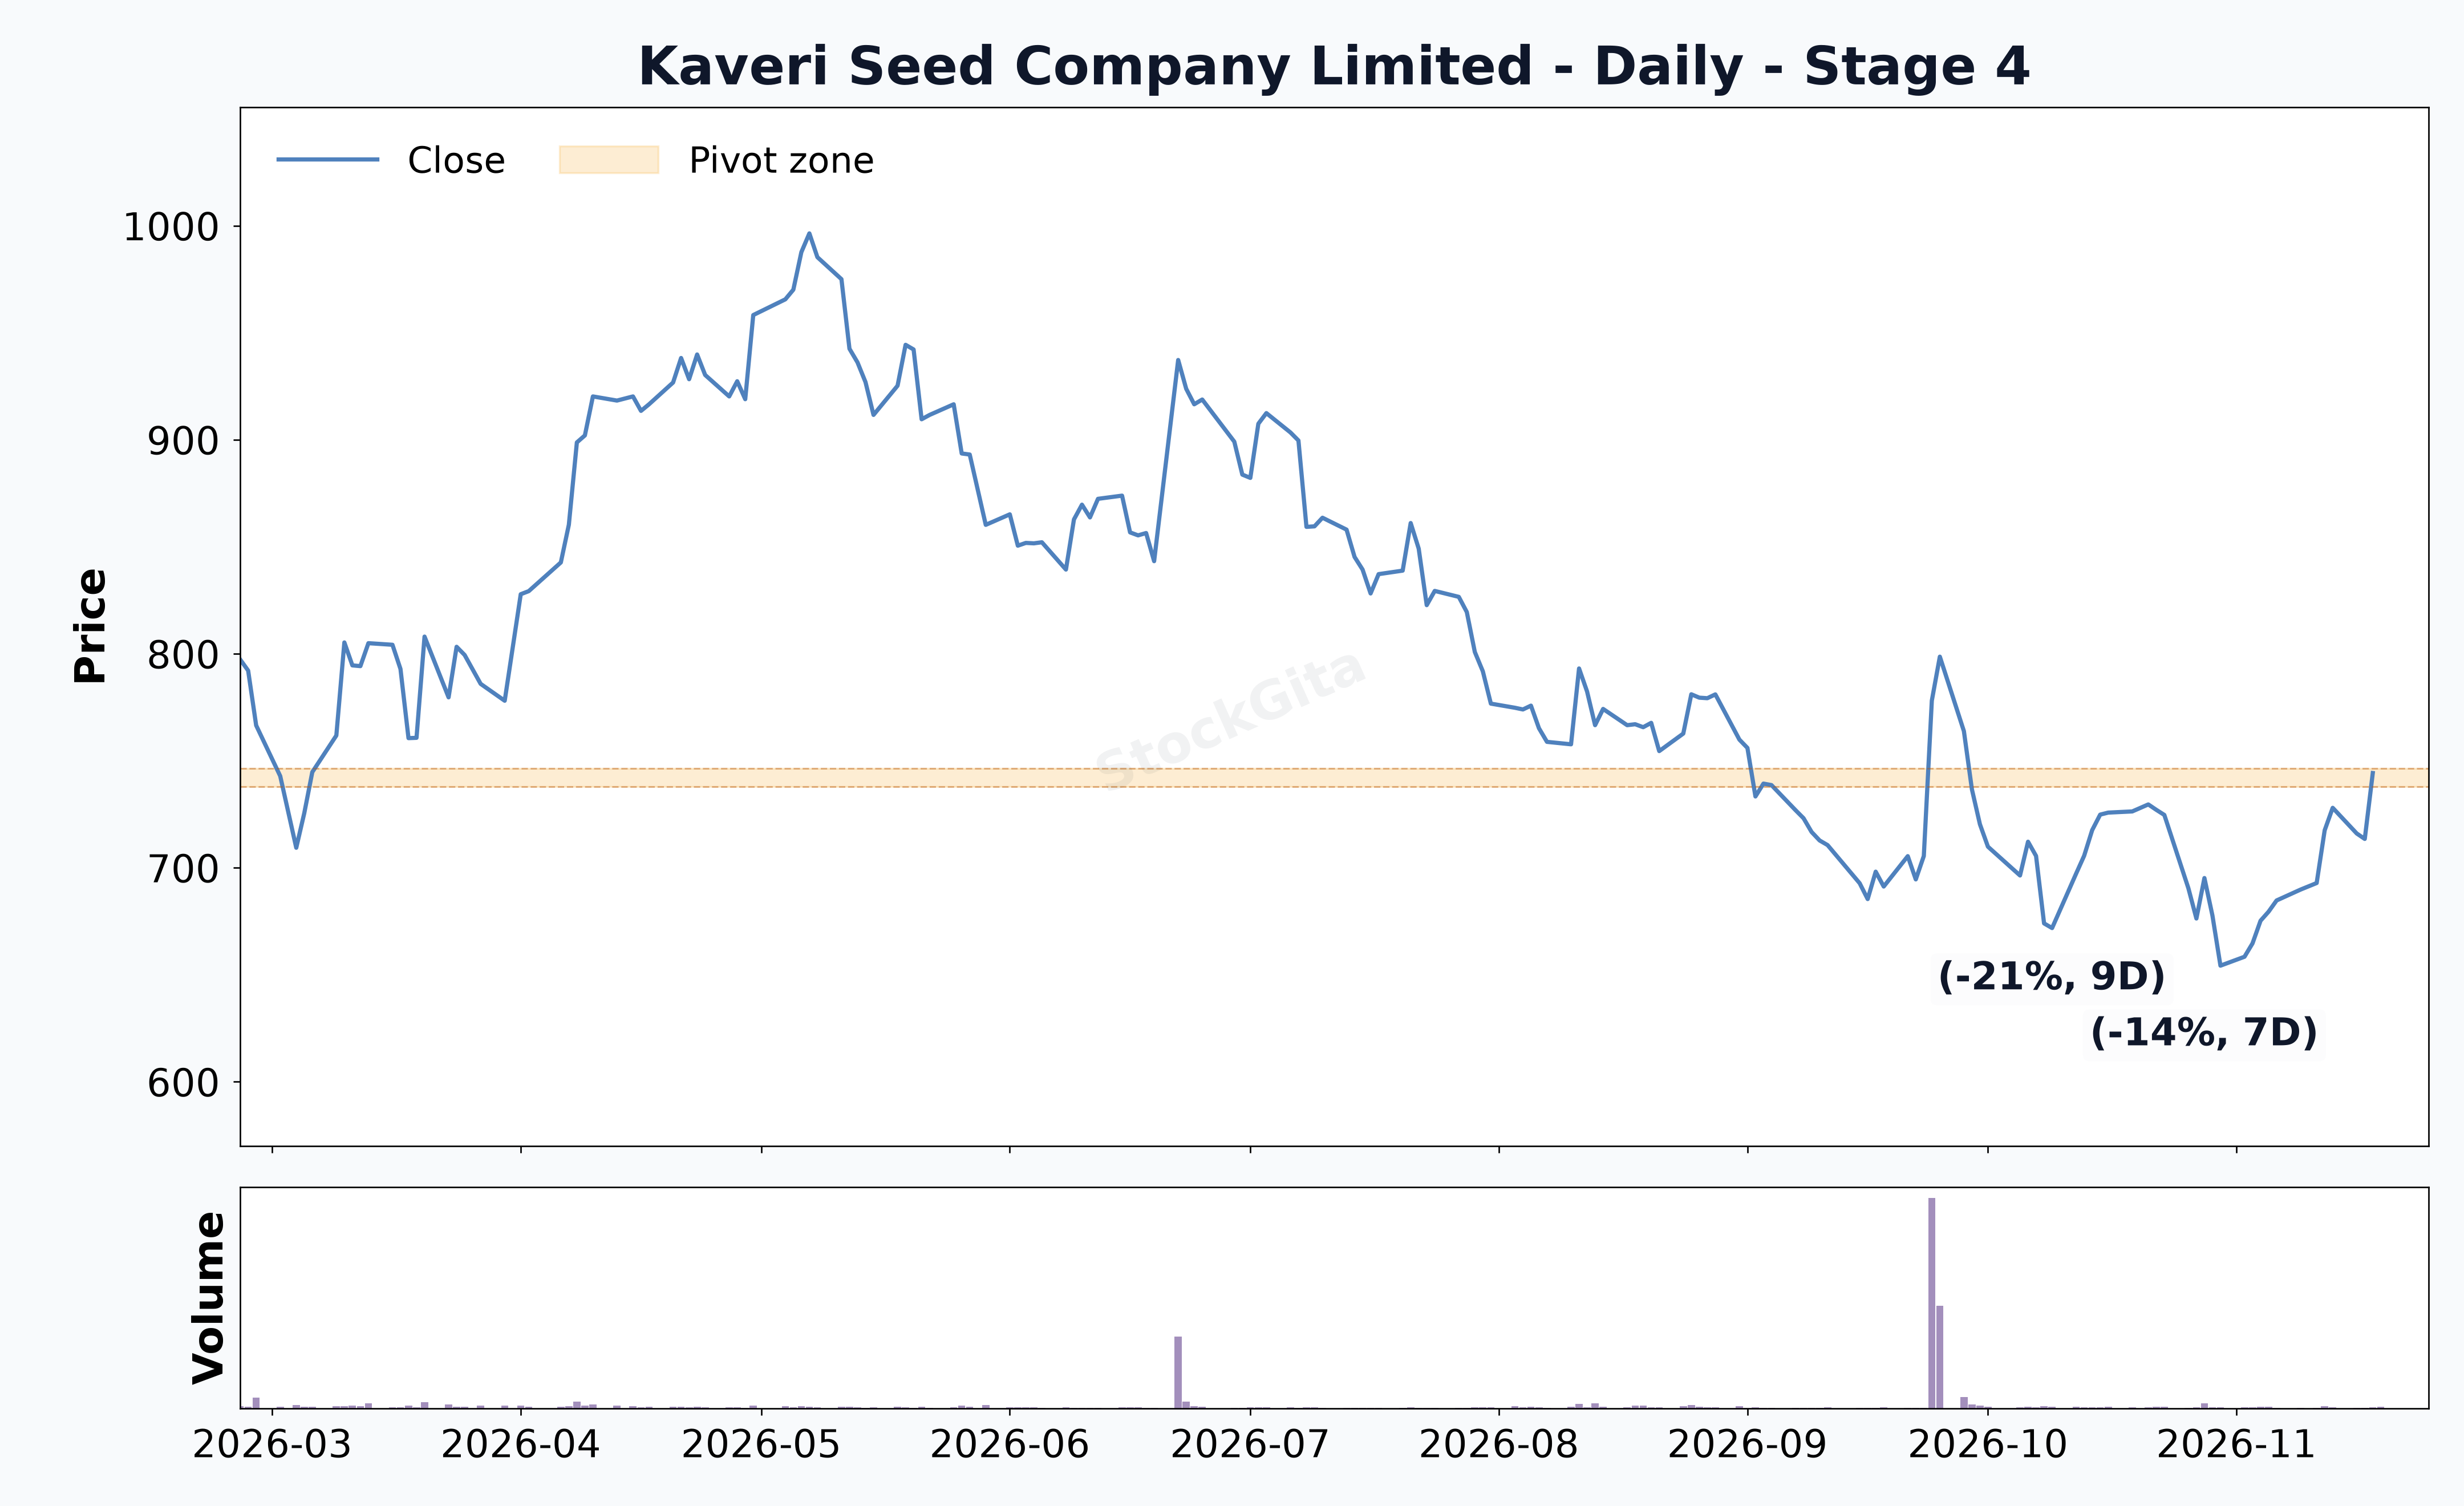 Kaveri Seed Company Limited - Daily - Stage 4
Close
Pivot zone
1000
900
800
700
600
Price
StockGita
(-21%, 9D)
(-14%, 7D)
Volume
2026-03
2026-04
2026-05
2026-06
2026-07
2026-08
2026-09
2026-10
2026-11